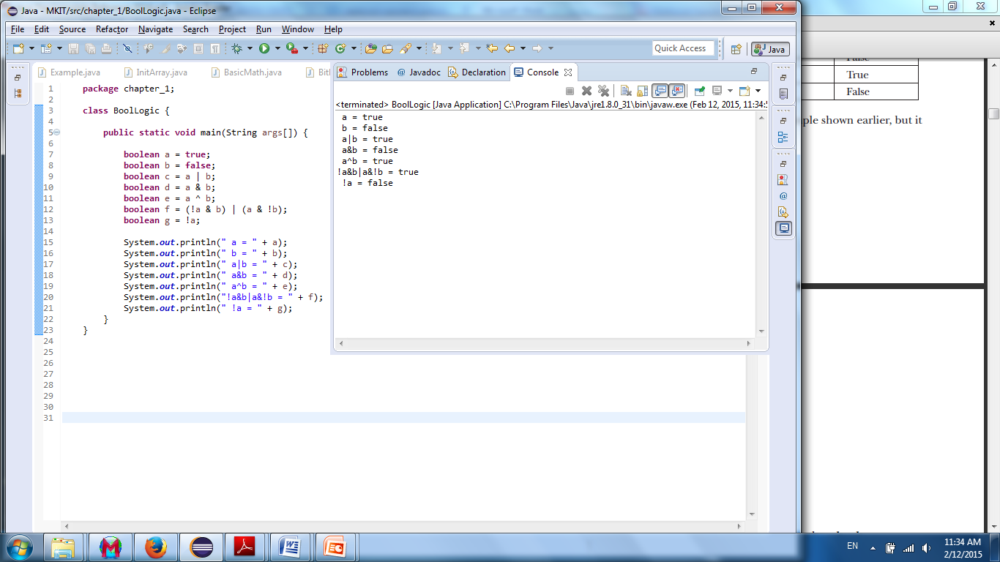 Java - MKIT/src/chapter_1/BoolLogic.java - Eclipse
File Edit Source Refactor Navigate Search Project Run Window Help
Quick Access
Java
Example.java InitArray.java BasicMath.java
Problems @ Javadoc Declaration Console
<terminated> BoolLogic [Java Application] C:\Program Files\Java\jre1.8.0_31\bin\javaw.exe (Feb 12, 2015, 11:34:5
a = true
b = false
a|b = true
a&b = false
a^b = true
!a&b|a&!b = true
!a = false
1 package chapter_1;
2
3 class BoolLogic {
4
5 public static void main(String args[]) {
6
7 boolean a = true;
8 boolean b = false;
9 boolean c = a | b;
10 boolean d = a & b;
11 boolean e = a ^ b;
12 boolean f = (!a & b) | (a & !b);
13 boolean g = !a;
14
15 System.out.println(" a = " + a);
16 System.out.println(" b = " + b);
17 System.out.println(" a|b = " + c);
18 System.out.println(" a&b = " + d);
19 System.out.println(" a^b = " + e);
20 System.out.println("!a&b|a&!b = " + f);
21 System.out.println(" !a = " + g);
22 }
23 }
24
25
26
27
28
29
30
31
True
False
ple shown earlier, but it
EN
11:34 AM
2/12/2015